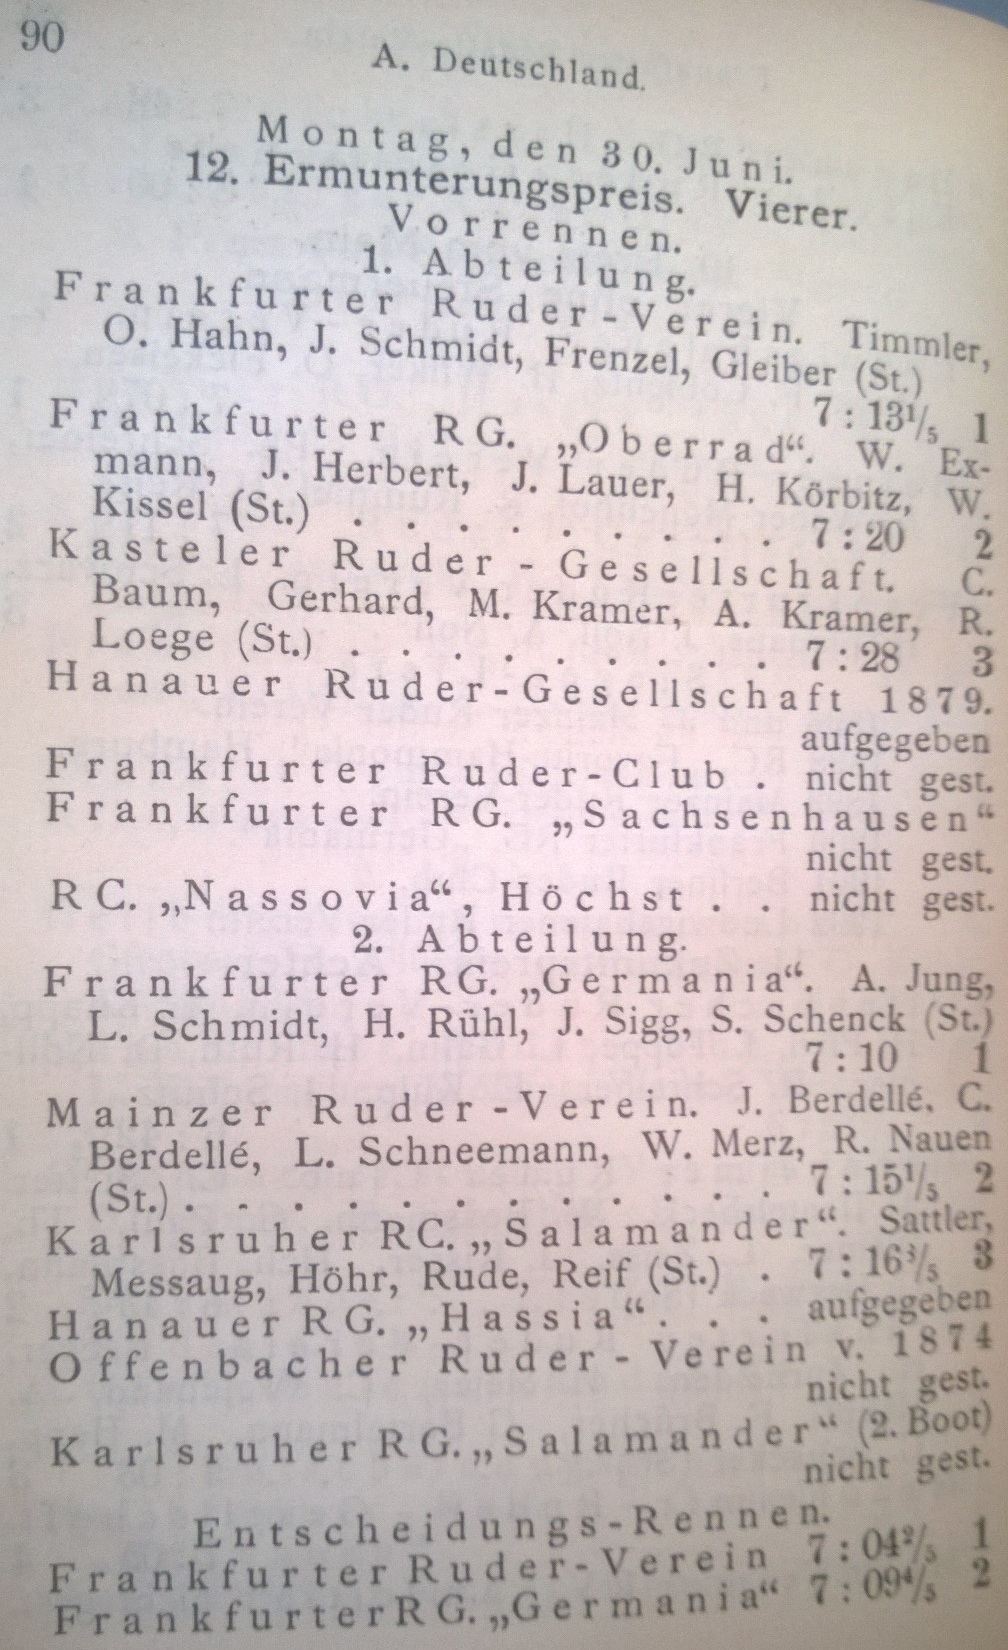 90
A. Deutschland.
Montag, den 30. Juni.
12. Ermunterungspreis. Vierer.
Vorrennen.
1. Abteilung.
Frankfurter Ruder-Verein. Timmler,
O. Hahn, J. Schmidt, Frenzel, Gleiber (St.)
7 : 13¹/₅ 1
Frankfurter RG. „Oberrad“. W. Ex-
mann, J. Herbert, J. Lauer, H. Körbitz, W.
Kissel (St.) . . . . . . . . . 7 : 20 2
Kasteler Ruder - Gesellschaft. C.
Baum, Gerhard, M. Kramer, A. Kramer, R.
Loege (St.) . . . . . . . . . 7 : 28 3
Hanauer Ruder-Gesellschaft 1879.
aufgegeben
Frankfurter Ruder-Club . nicht gest.
Frankfurter RG. „Sachsenhausen“
nicht gest.
RC. „Nassovia“, Höchst . . nicht gest.
2. Abteilung.
Frankfurter RG. „Germania“. A. Jung,
L. Schmidt, H. Rühl, J. Sigg, S. Schenck (St.)
7 : 10 1
Mainzer Ruder-Verein. J. Berdellé. C.
Berdellé, L. Schneemann, W. Merz, R. Nauen
(St.) . . . . . . . . . . . . 7 : 15¹/₅ 2
Karlsruher RC. „Salamander“. Sattler,
Messaug, Höhr, Rude, Reif (St.) . 7 : 16³/₅ 3
Hanauer RG. „Hassia“. . . aufgegeben
Offenbacher Ruder - Verein v. 1874
nicht gest.
Karlsruher RG. „Salamander“ (2. Boot)
nicht gest.
Entscheidungs-Rennen.
Frankfurter Ruder-Verein 7 : 04²/₅ 1
Frankfurter RG. „Germania“ 7 : 09⁴/₅ 2